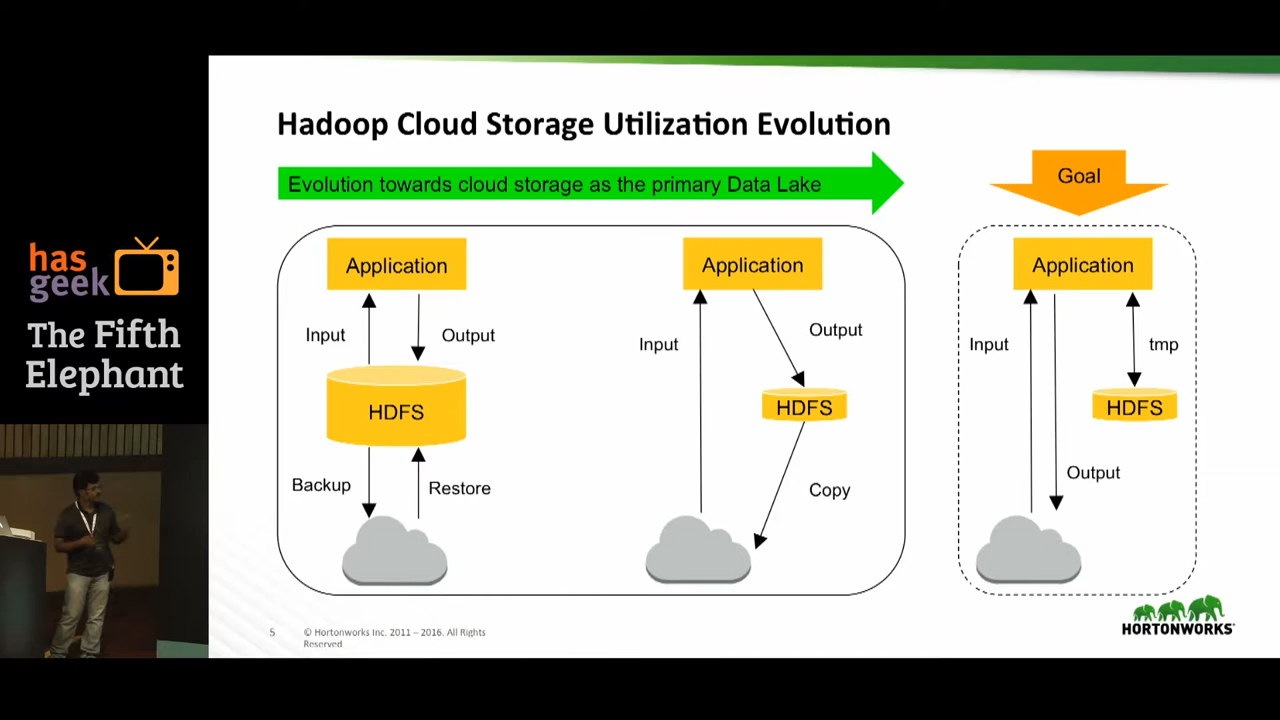 has
geek
The Fifth
Elephant
Hadoop Cloud Storage Utilization Evolution
Evolution towards cloud storage as the primary Data Lake
Goal
Application
Input
Output
HDFS
Backup
Restore
Application
Input
Output
HDFS
Copy
Application
Input
tmp
HDFS
Output
5
© Hortonworks Inc. 2011 – 2016. All Rights
Reserved
HORTONWORKS